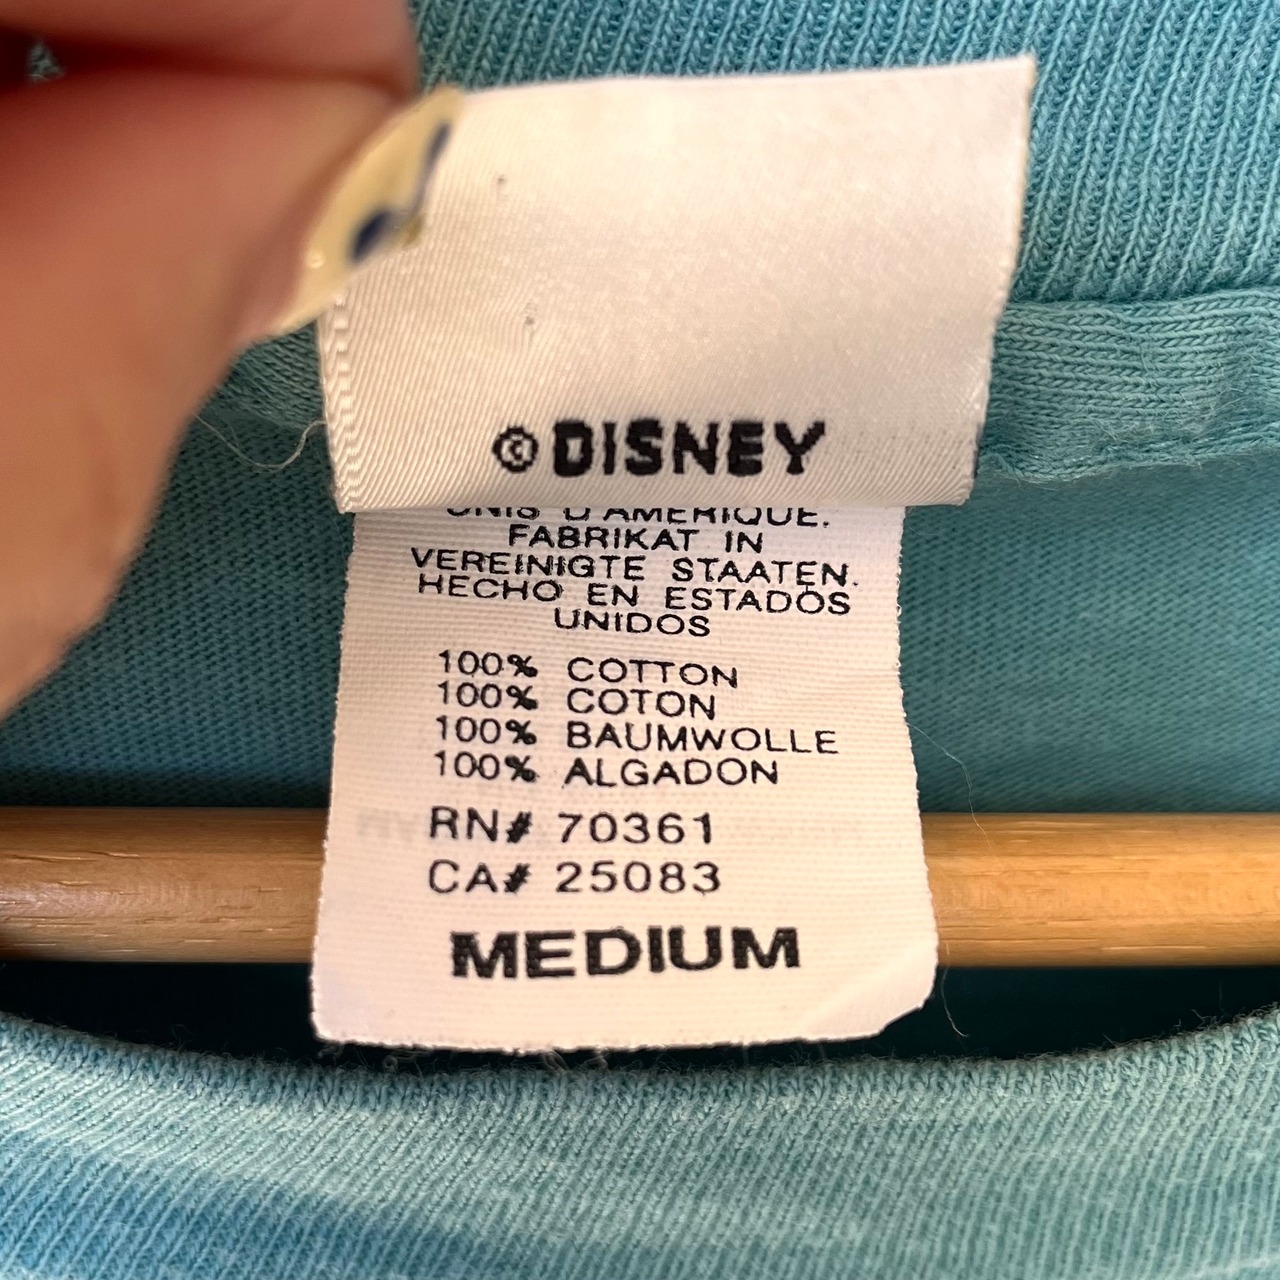 © DISNEY
UNIS D'AMERIQUE.
FABRIKAT IN
VEREINIGTE STAATEN.
HECHO EN ESTADOS
UNIDOS
100% COTTON
100% COTON
100% BAUMWOLLE
100% ALGADON
RN# 70361
CA# 25083
MEDIUM